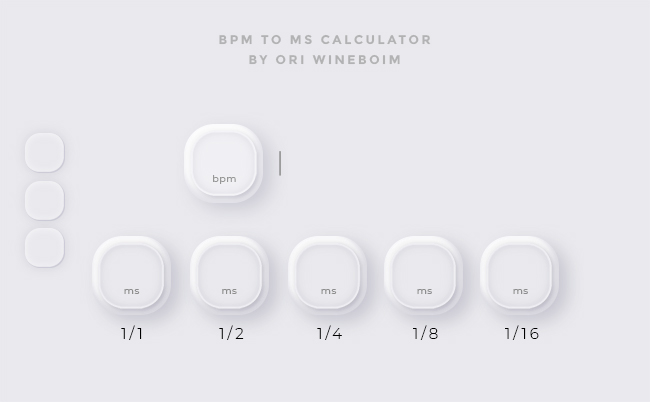 BPM TO MS CALCULATOR
BY ORI WINEBOIM
bpm
ms ms ms ms ms
1/1 1/2 1/4 1/8 1/16